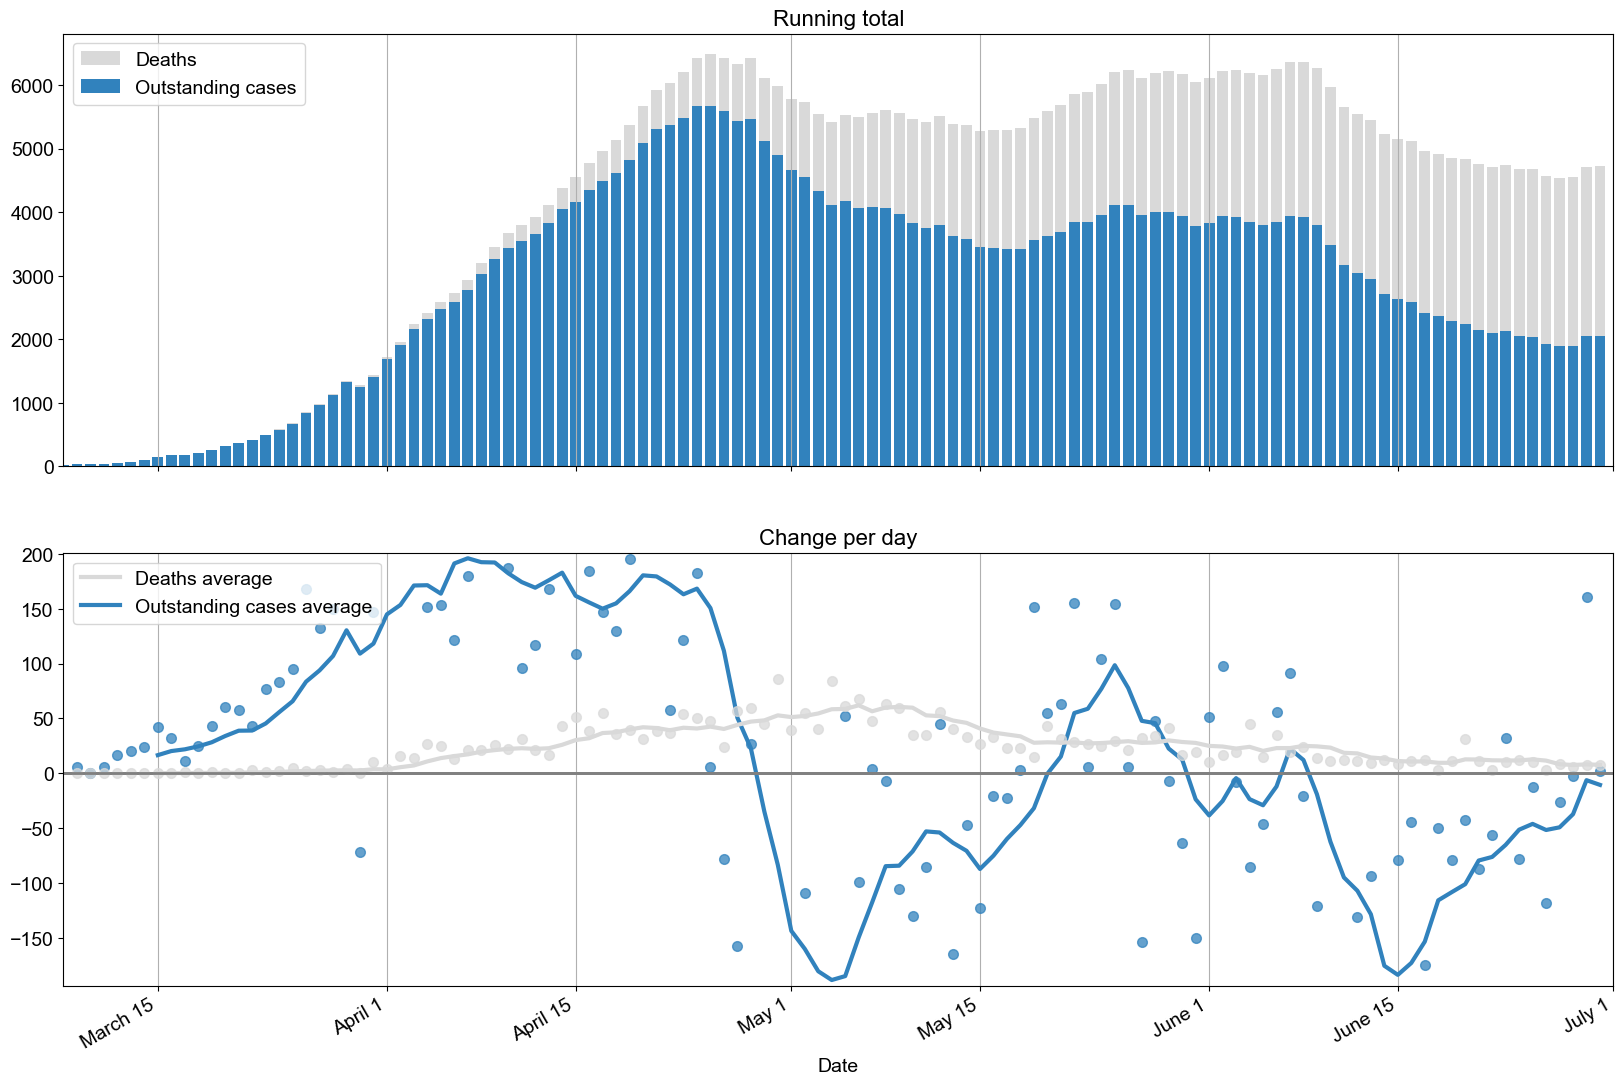 Running total
Deaths
Outstanding cases
6000
5000
4000
3000
2000
1000
0
Change per day
Deaths average
Outstanding cases average
200
150
100
50
0
−50
−100
−150
March 15
April 1
April 15
May 1
May 15
June 1
June 15
July 1
Date